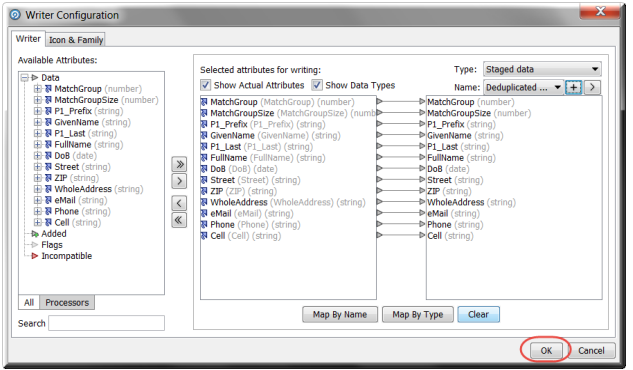 Writer Configuration
Writer Icon & Family
Available Attributes:
Data
MatchGroup (number)
MatchGroupSize (number)
P1_Prefix (string)
GivenName (string)
P1_Last (string)
FullName (string)
DoB (date)
Street (string)
ZIP (string)
WholeAddress (string)
eMail (string)
Phone (string)
Cell (string)
Added
Flags
Incompatible
All Processors
Search
Selected attributes for writing:
Type: Staged data
Show Actual Attributes Show Data Types
Name: Deduplicated ... + >
MatchGroup (MatchGroup) (number) MatchGroup (number)
MatchGroupSize (MatchGroupSize) (numb MatchGroupSize (number)
P1_Prefix (P1_Prefix) (string) P1_Prefix (string)
GivenName (GivenName) (string) GivenName (string)
P1_Last (P1_Last) (string) P1_Last (string)
FullName (FullName) (string) FullName (string)
DoB (DoB) (date) DoB (date)
Street (Street) (string) Street (string)
ZIP (ZIP) (string) ZIP (string)
WholeAddress (WholeAddress) (string) WholeAddress (string)
eMail (eMail) (string) eMail (string)
Phone (Phone) (string) Phone (string)
Cell (Cell) (string) Cell (string)
Map By Name Map By Type Clear
OK Cancel